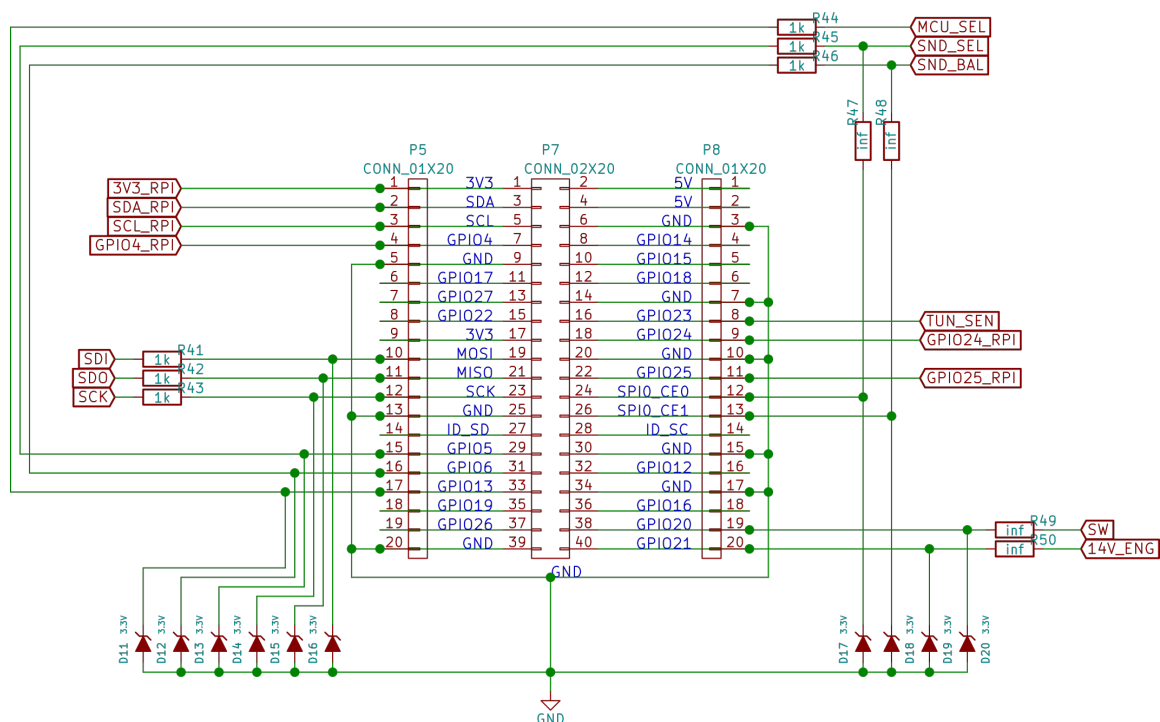 R44
1k
MCU_SEL
R45
1k
SND_SEL
R46
1k
SND_BAL
R47
inf
R48
inf
P5
P7
P8
CONN_01X20
CONN_02X20
CONN_01X20
3V3_RPI 1 3V3 1 2 5V 1
SDA_RPI 2 SDA 3 4 5V 2
SCL_RPI 3 SCL 5 6 GND 3
GPIO4_RPI 4 GPIO4 7 8 GPIO14 4
5 GND 9 10 GPIO15 5
6 GPIO17 11 12 GPIO18 6
7 GPIO27 13 14 GND 7
8 GPIO22 15 16 GPIO23 8 TUN_SEN
9 3V3 17 18 GPIO24 9 GPIO24_RPI
SDI 1k R41 10 MOSI 19 20 GND 10
SDO 1k R42 11 MISO 21 22 GPIO25 11 GPIO25_RPI
SCK 1k R43 12 SCK 23 24 SPI0_CE0 12
13 GND 25 26 SPI0_CE1 13
14 ID_SD 27 28 ID_SC 14
15 GPIO5 29 30 GND 15
16 GPIO6 31 32 GPIO12 16
17 GPIO13 33 34 GND 17
18 GPIO19 35 36 GPIO16 18
19 GPIO26 37 38 GPIO20 19 inf R49 SW
20 GND 39 40 GPIO21 20 inf R50 14V_ENG
GND
D11 3.3V
D12 3.3V
D13 3.3V
D14 3.3V
D15 3.3V
D16 3.3V
D17 3.3V
D18
D19 3.3V
D20 3.3V
GND